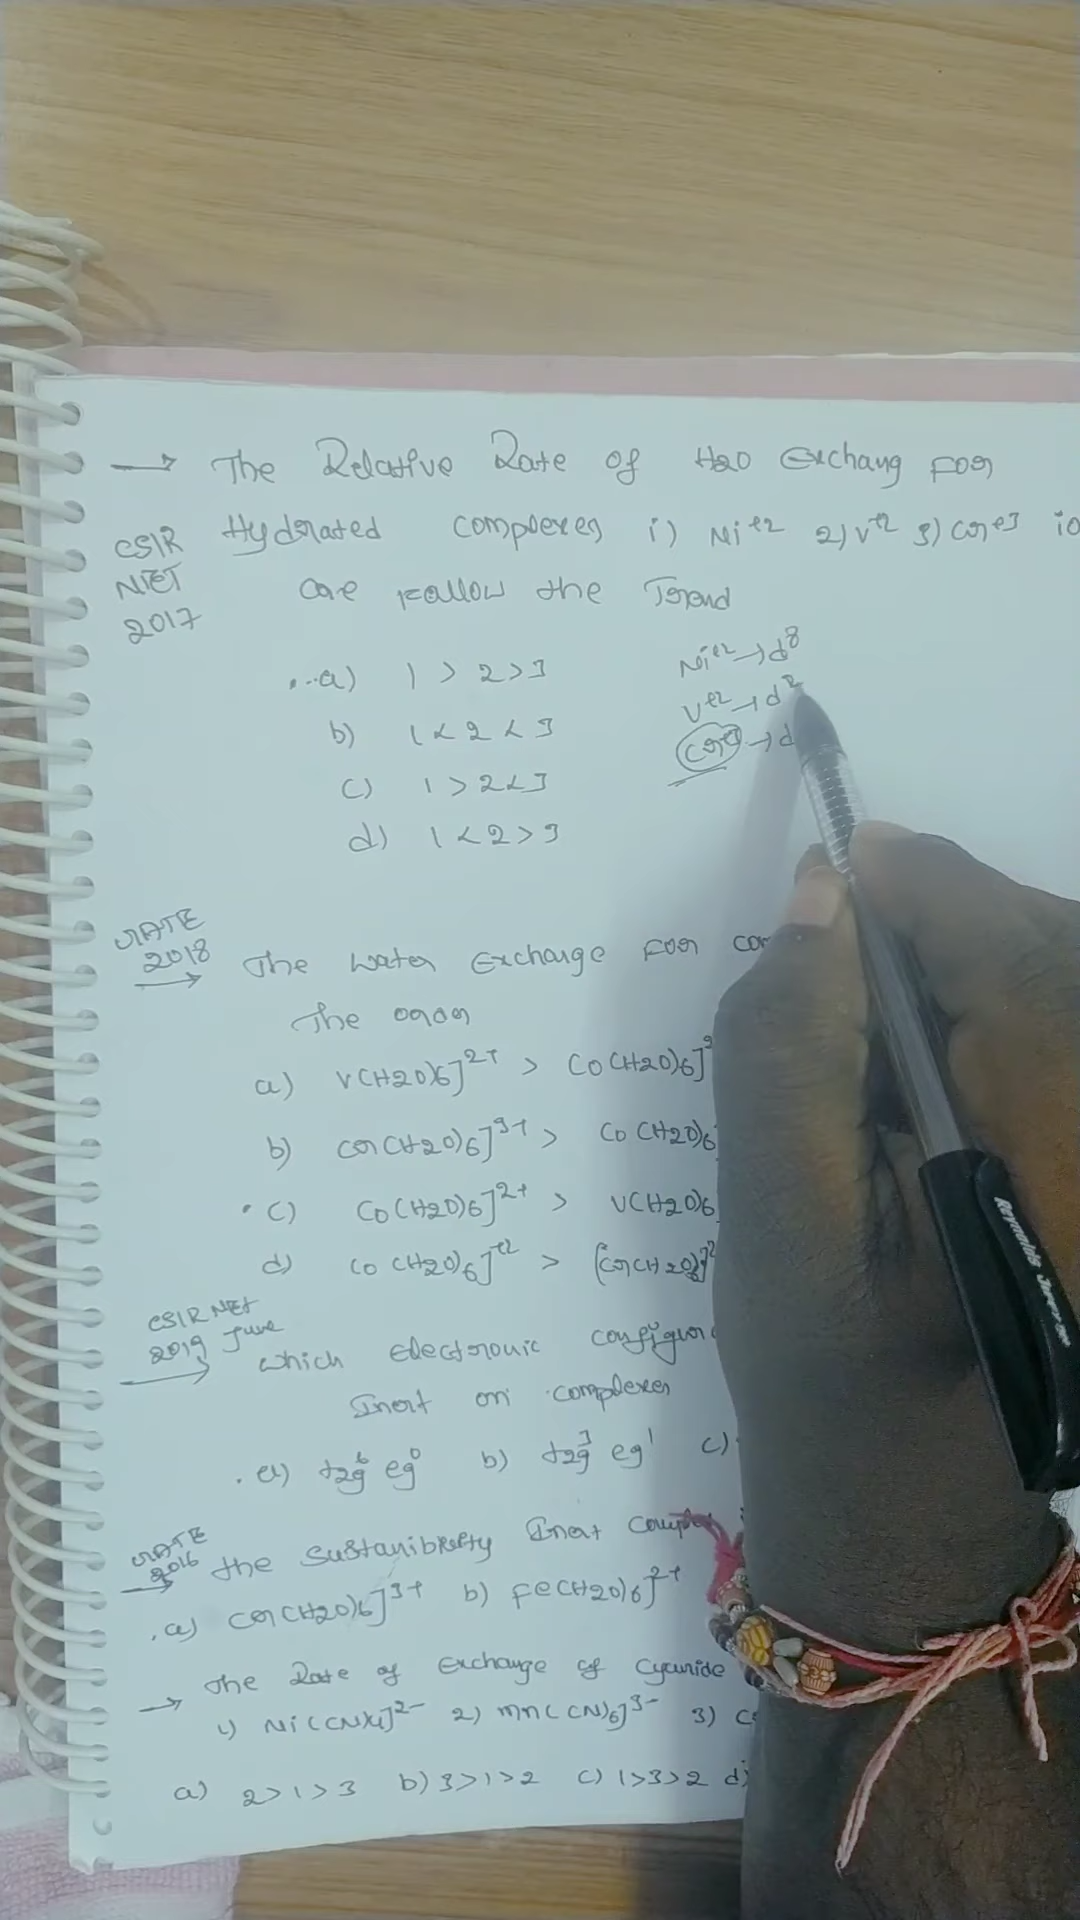 → The Relative Rate of H2O Exchang For
CSIR NET 2017
Hydrated complexes i) Ni+2 2) V+2 3) Cr+3 io
are Follow the Trend
a) 1 > 2 > 3
b) 1 < 2 < 3
c) 1 > 2 < 3
d) 1 < 2 > 3
Ni+2 → d8
V+2 → d3
→ d
GATE 2018
→ The Water Exchange For com
The order
a) V(H2O)6]2+ > Co(H2O)6]2
b) Cr(H2O)6]3+ > Co(H2O)6
c) Co(H2O)6]2+ > V(H2O)6
d) Co(H2O)6]+2 > [Cr(H2O)6]2
CSIR NET 2019 June
→ Which electronic configur
Inert on complexes
a) t2g6 eg0 b) t2g3 eg1 c)
GATE 2016
→ the Inert
a) Cr(H2O)6]3+ b) Fe(H2O)6]2+
→ The Rate of Exchange of Cyanide
1) Ni(CN)4]2- 2) Mn(CN)6]3- 3) C
a) 2>1>3 b) 3>1>2 c) 1>3>2 d)
Reynolds